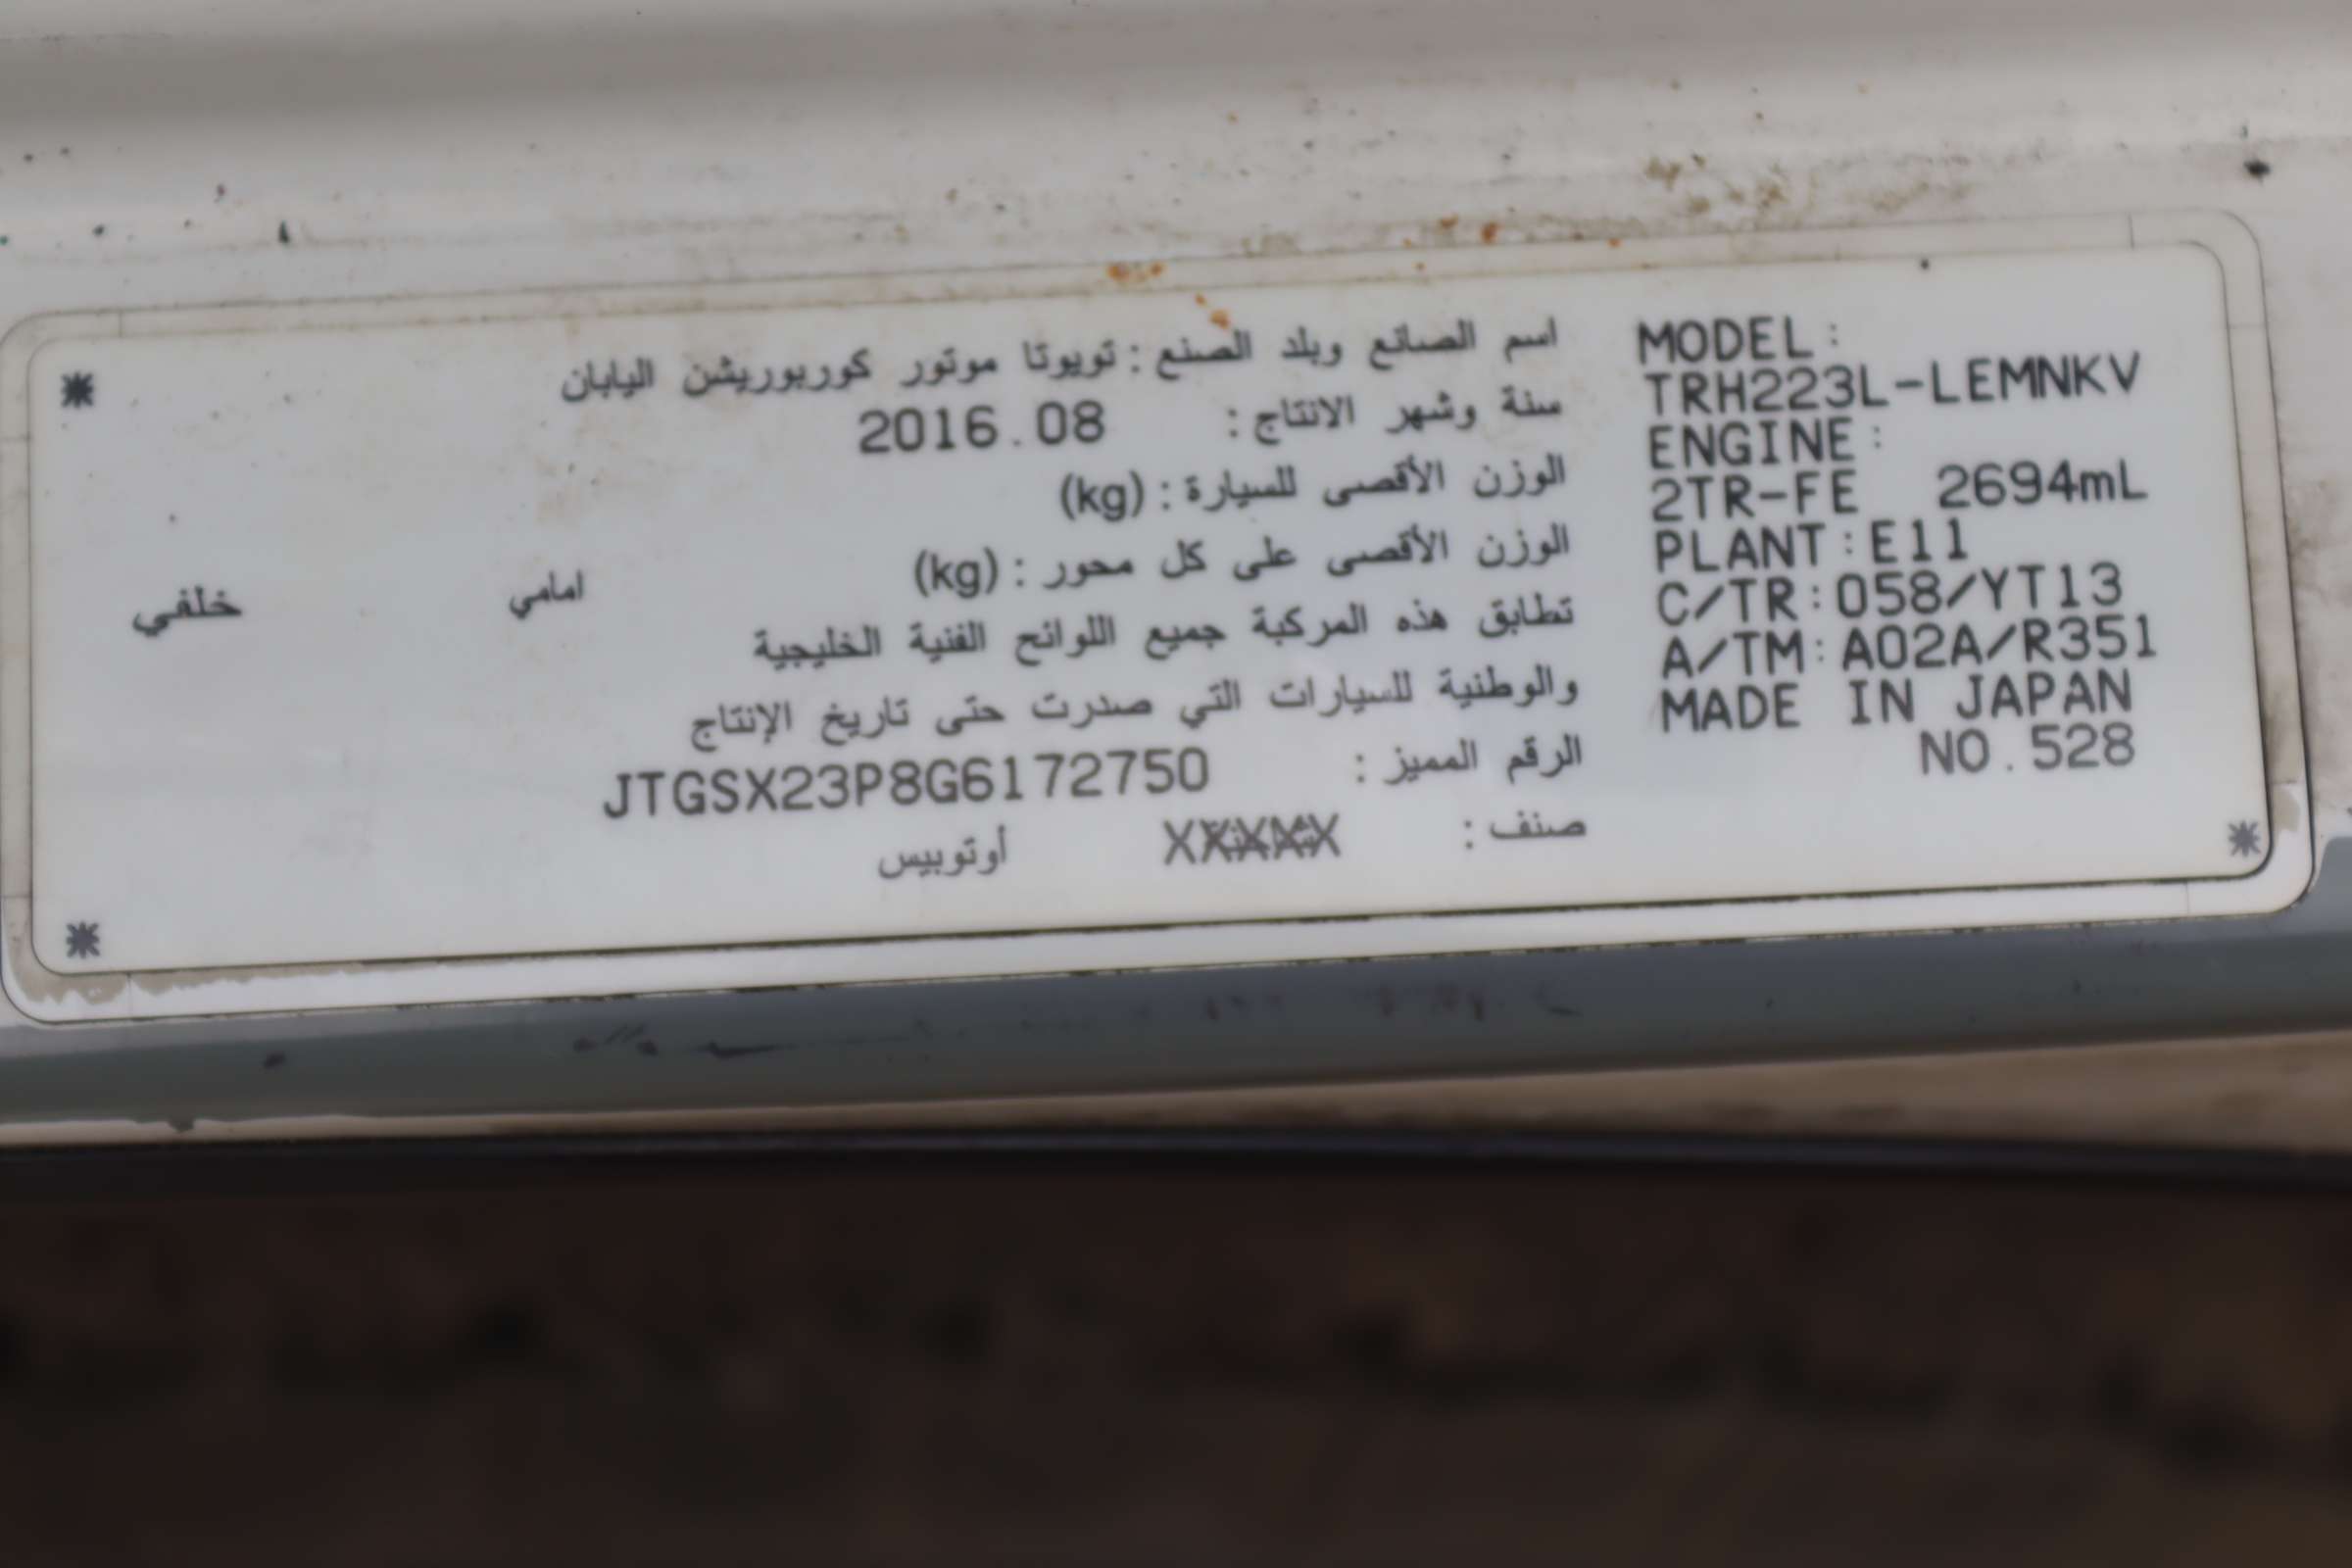 اسم الصانع وبلد الصنع : تويوتا موتور كوربوريشن اليابان
سنة وشهر الانتاج : 2016.08
الوزن الأقصى للسيارة : (kg)
الوزن الأقصى على كل محور : (kg) امامي خلفي
تطابق هذه المركبة جميع اللوائح الفنية الخليجية
والوطنية للسيارات التي صدرت حتى تاريخ الإنتاج
الرقم المميز : JTGSX23P8G6172750
صنف : أوتوبيس
MODEL:
TRH223L-LEMNKV
ENGINE:
2TR-FE 2694mL
PLANT:E11
C/TR:058/YT13
A/TM:A02A/R351
MADE IN JAPAN
NO.528